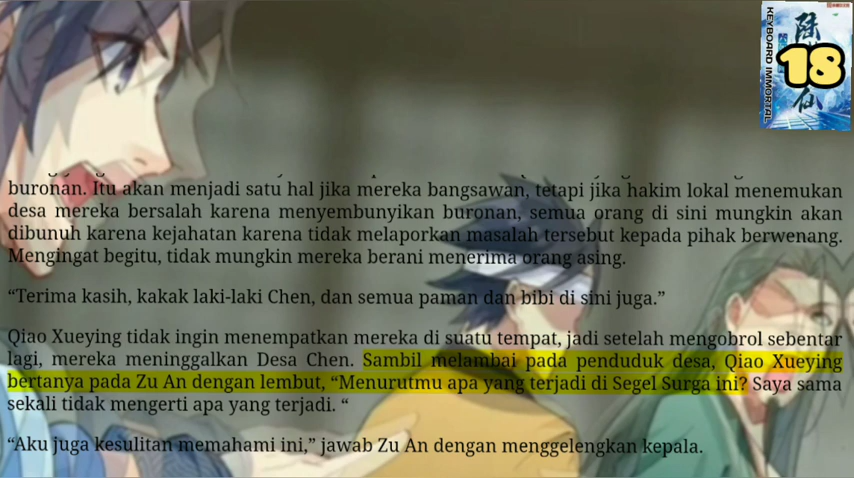 KEYBOARD IMMORTAL
18
buronan. Itu akan menjadi satu hal jika mereka bangsawan, tetapi jika hakim lokal menemukan
desa mereka bersalah karena menyembunyikan buronan, semua orang di sini mungkin akan
dibunuh karena kejahatan karena tidak melaporkan masalah tersebut kepada pihak berwenang.
Mengingat begitu, tidak mungkin mereka berani menerima orang asing.
“Terima kasih, kakak laki-laki Chen, dan semua paman dan bibi di sini juga.”
Qiao Xueying tidak ingin menempatkan mereka di suatu tempat, jadi setelah mengobrol sebentar
lagi, mereka meninggalkan Desa Chen. Sambil melambai pada penduduk desa, Qiao Xueying
bertanya pada Zu An dengan lembut, “Menurutmu apa yang terjadi di Segel Surga ini? Saya sama
sekali tidak mengerti apa yang terjadi. “
“Aku juga kesulitan memahami ini,” jawab Zu An dengan menggelengkan kepala.